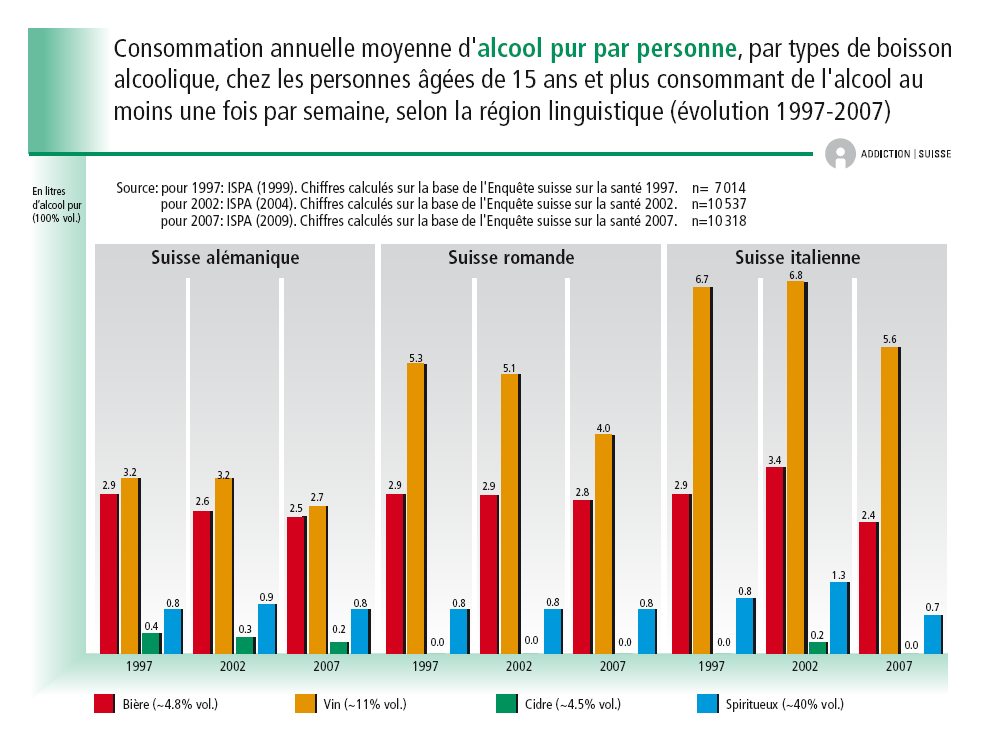 Consommation annuelle moyenne d'alcool pur par personne, par types de boisson
alcoolique, chez les personnes âgées de 15 ans et plus consommant de l'alcool au
moins une fois par semaine, selon la région linguistique (évolution 1997-2007)
ADDICTION | SUISSE
En litres
d'alcool pur
(100% vol.)
Source: pour 1997: ISPA (1999). Chiffres calculés sur la base de l'Enquête suisse sur la santé 1997. n= 7014
pour 2002: ISPA (2004). Chiffres calculés sur la base de l'Enquête suisse sur la santé 2002. n=10537
pour 2007: ISPA (2009). Chiffres calculés sur la base de l'Enquête suisse sur la santé 2007. n=10318
Suisse alémanique
2.9 3.2 0.4 0.8
2.6 3.2 0.3 0.9
2.5 2.7 0.2 0.8
1997 2002 2007
Suisse romande
2.9 5.3 0.0 0.8
2.9 5.1 0.0 0.8
2.8 4.0 0.0 0.8
1997 2002 2007
Suisse italienne
2.9 6.7 0.0 0.8
3.4 6.8 0.2 1.3
2.4 5.6 0.0 0.7
1997 2002 2007
Bière (~4.8% vol.) Vin (~11% vol.) Cidre (~4.5% vol.) Spiritueux (~40% vol.)